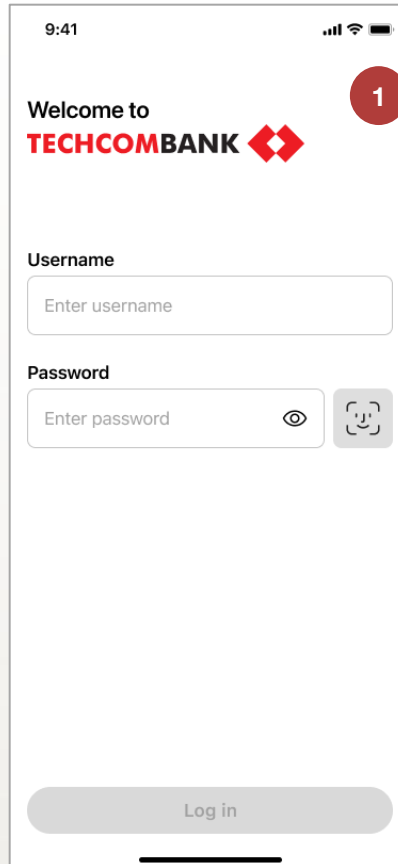 9:41
1
Welcome to
TECHCOMBANK
Username
Enter username
Password
Enter password
Log in